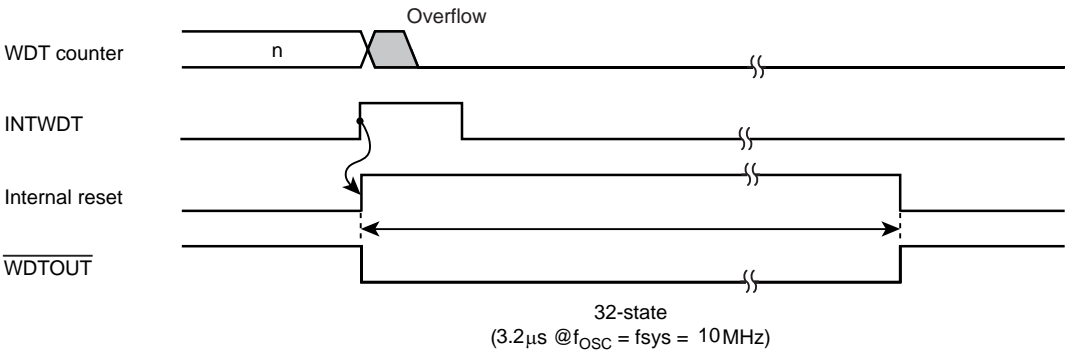 Overflow
WDT counter
n
INTWDT
Internal reset
WDTOUT
32-state
(3.2μs @fOSC = fsys = 10MHz)